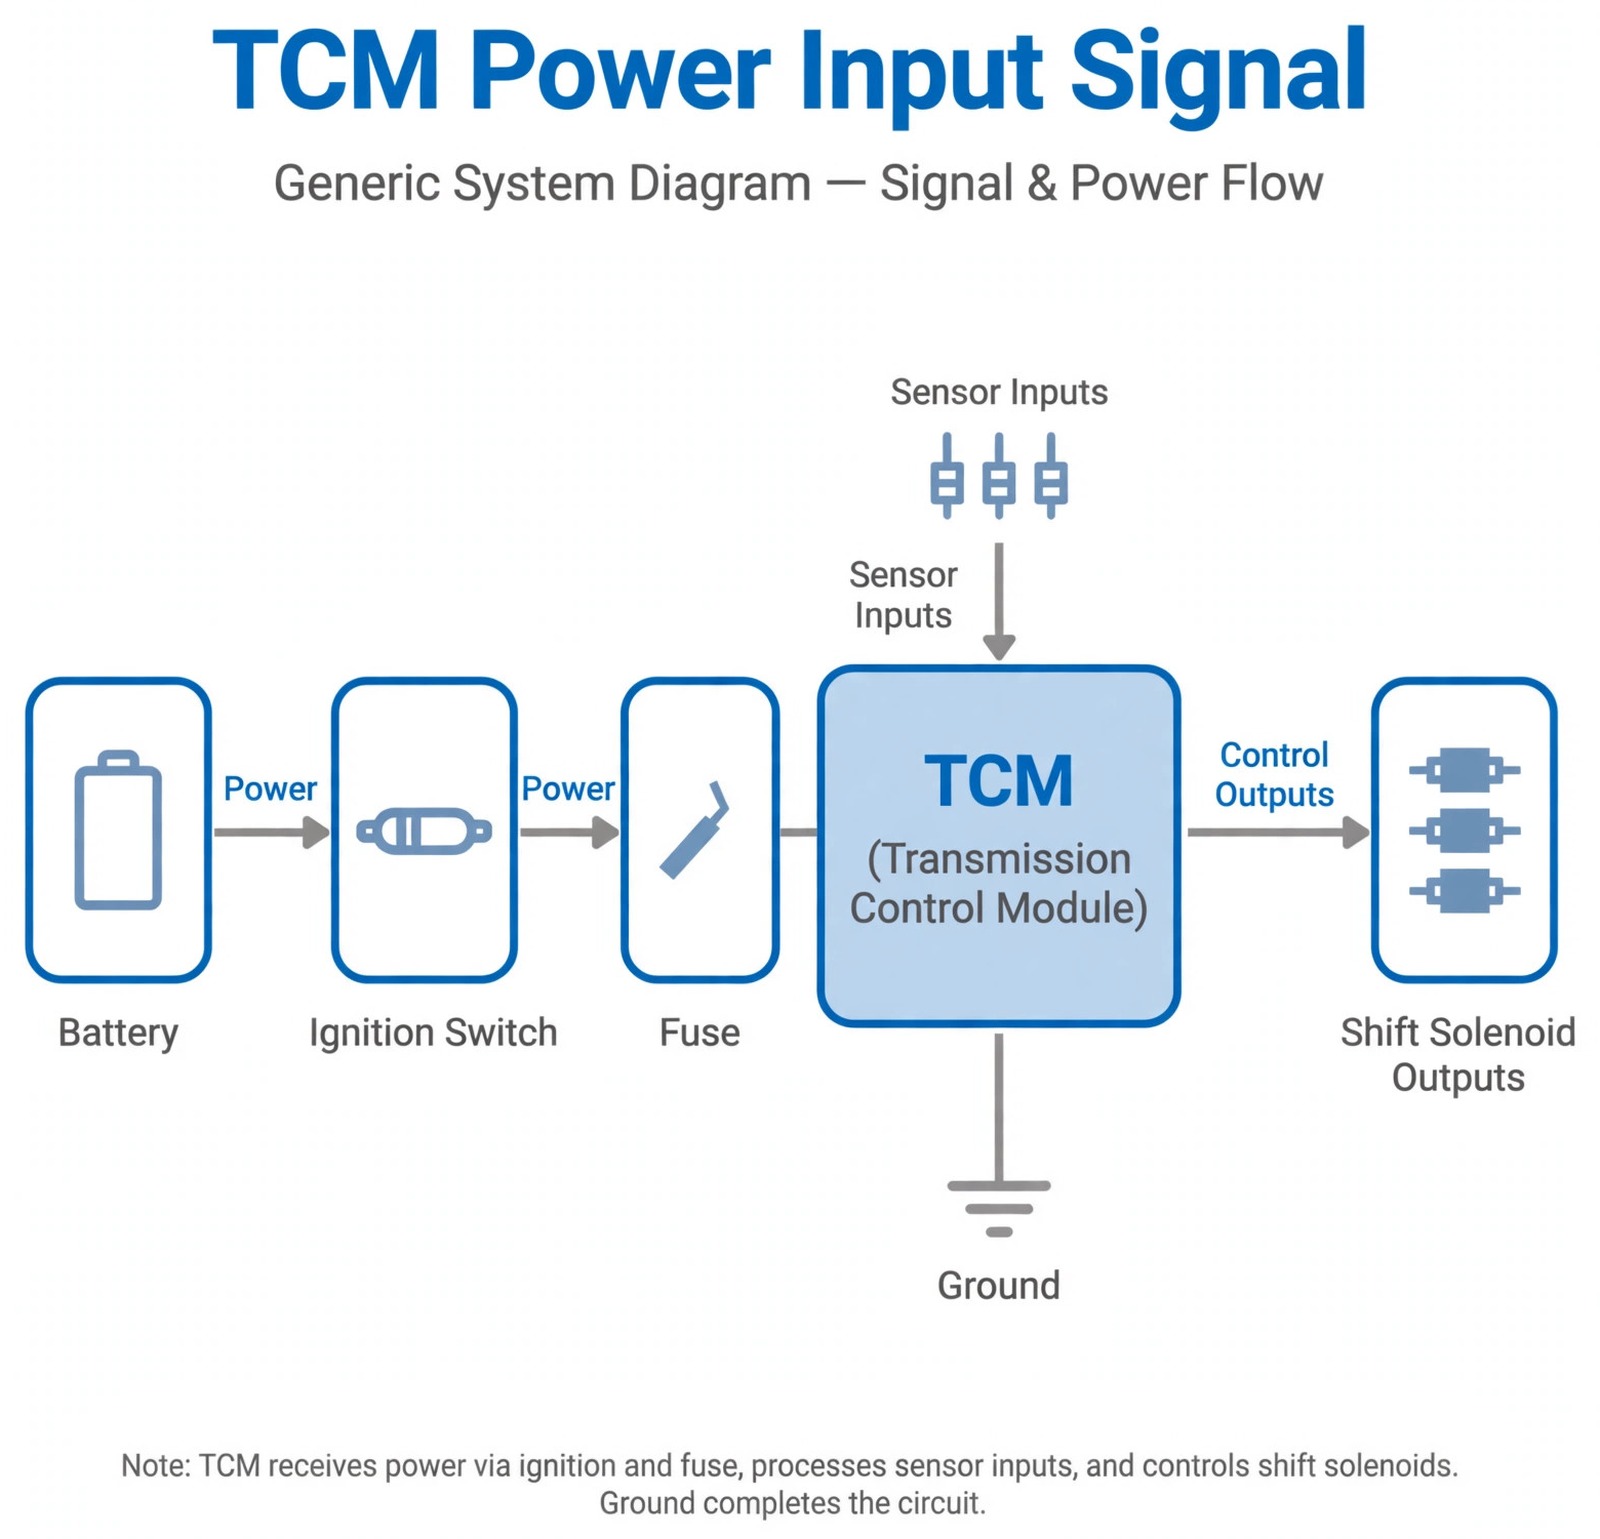 TCM Power Input Signal
Generic System Diagram — Signal & Power Flow
Sensor Inputs
Sensor
Inputs
Power
Power
TCM
(Transmission
Control Module)
Control
Outputs
Battery
Ignition Switch
Fuse
Shift Solenoid
Outputs
Ground
Note: TCM receives power via ignition and fuse, processes sensor inputs, and controls shift solenoids.
Ground completes the circuit.